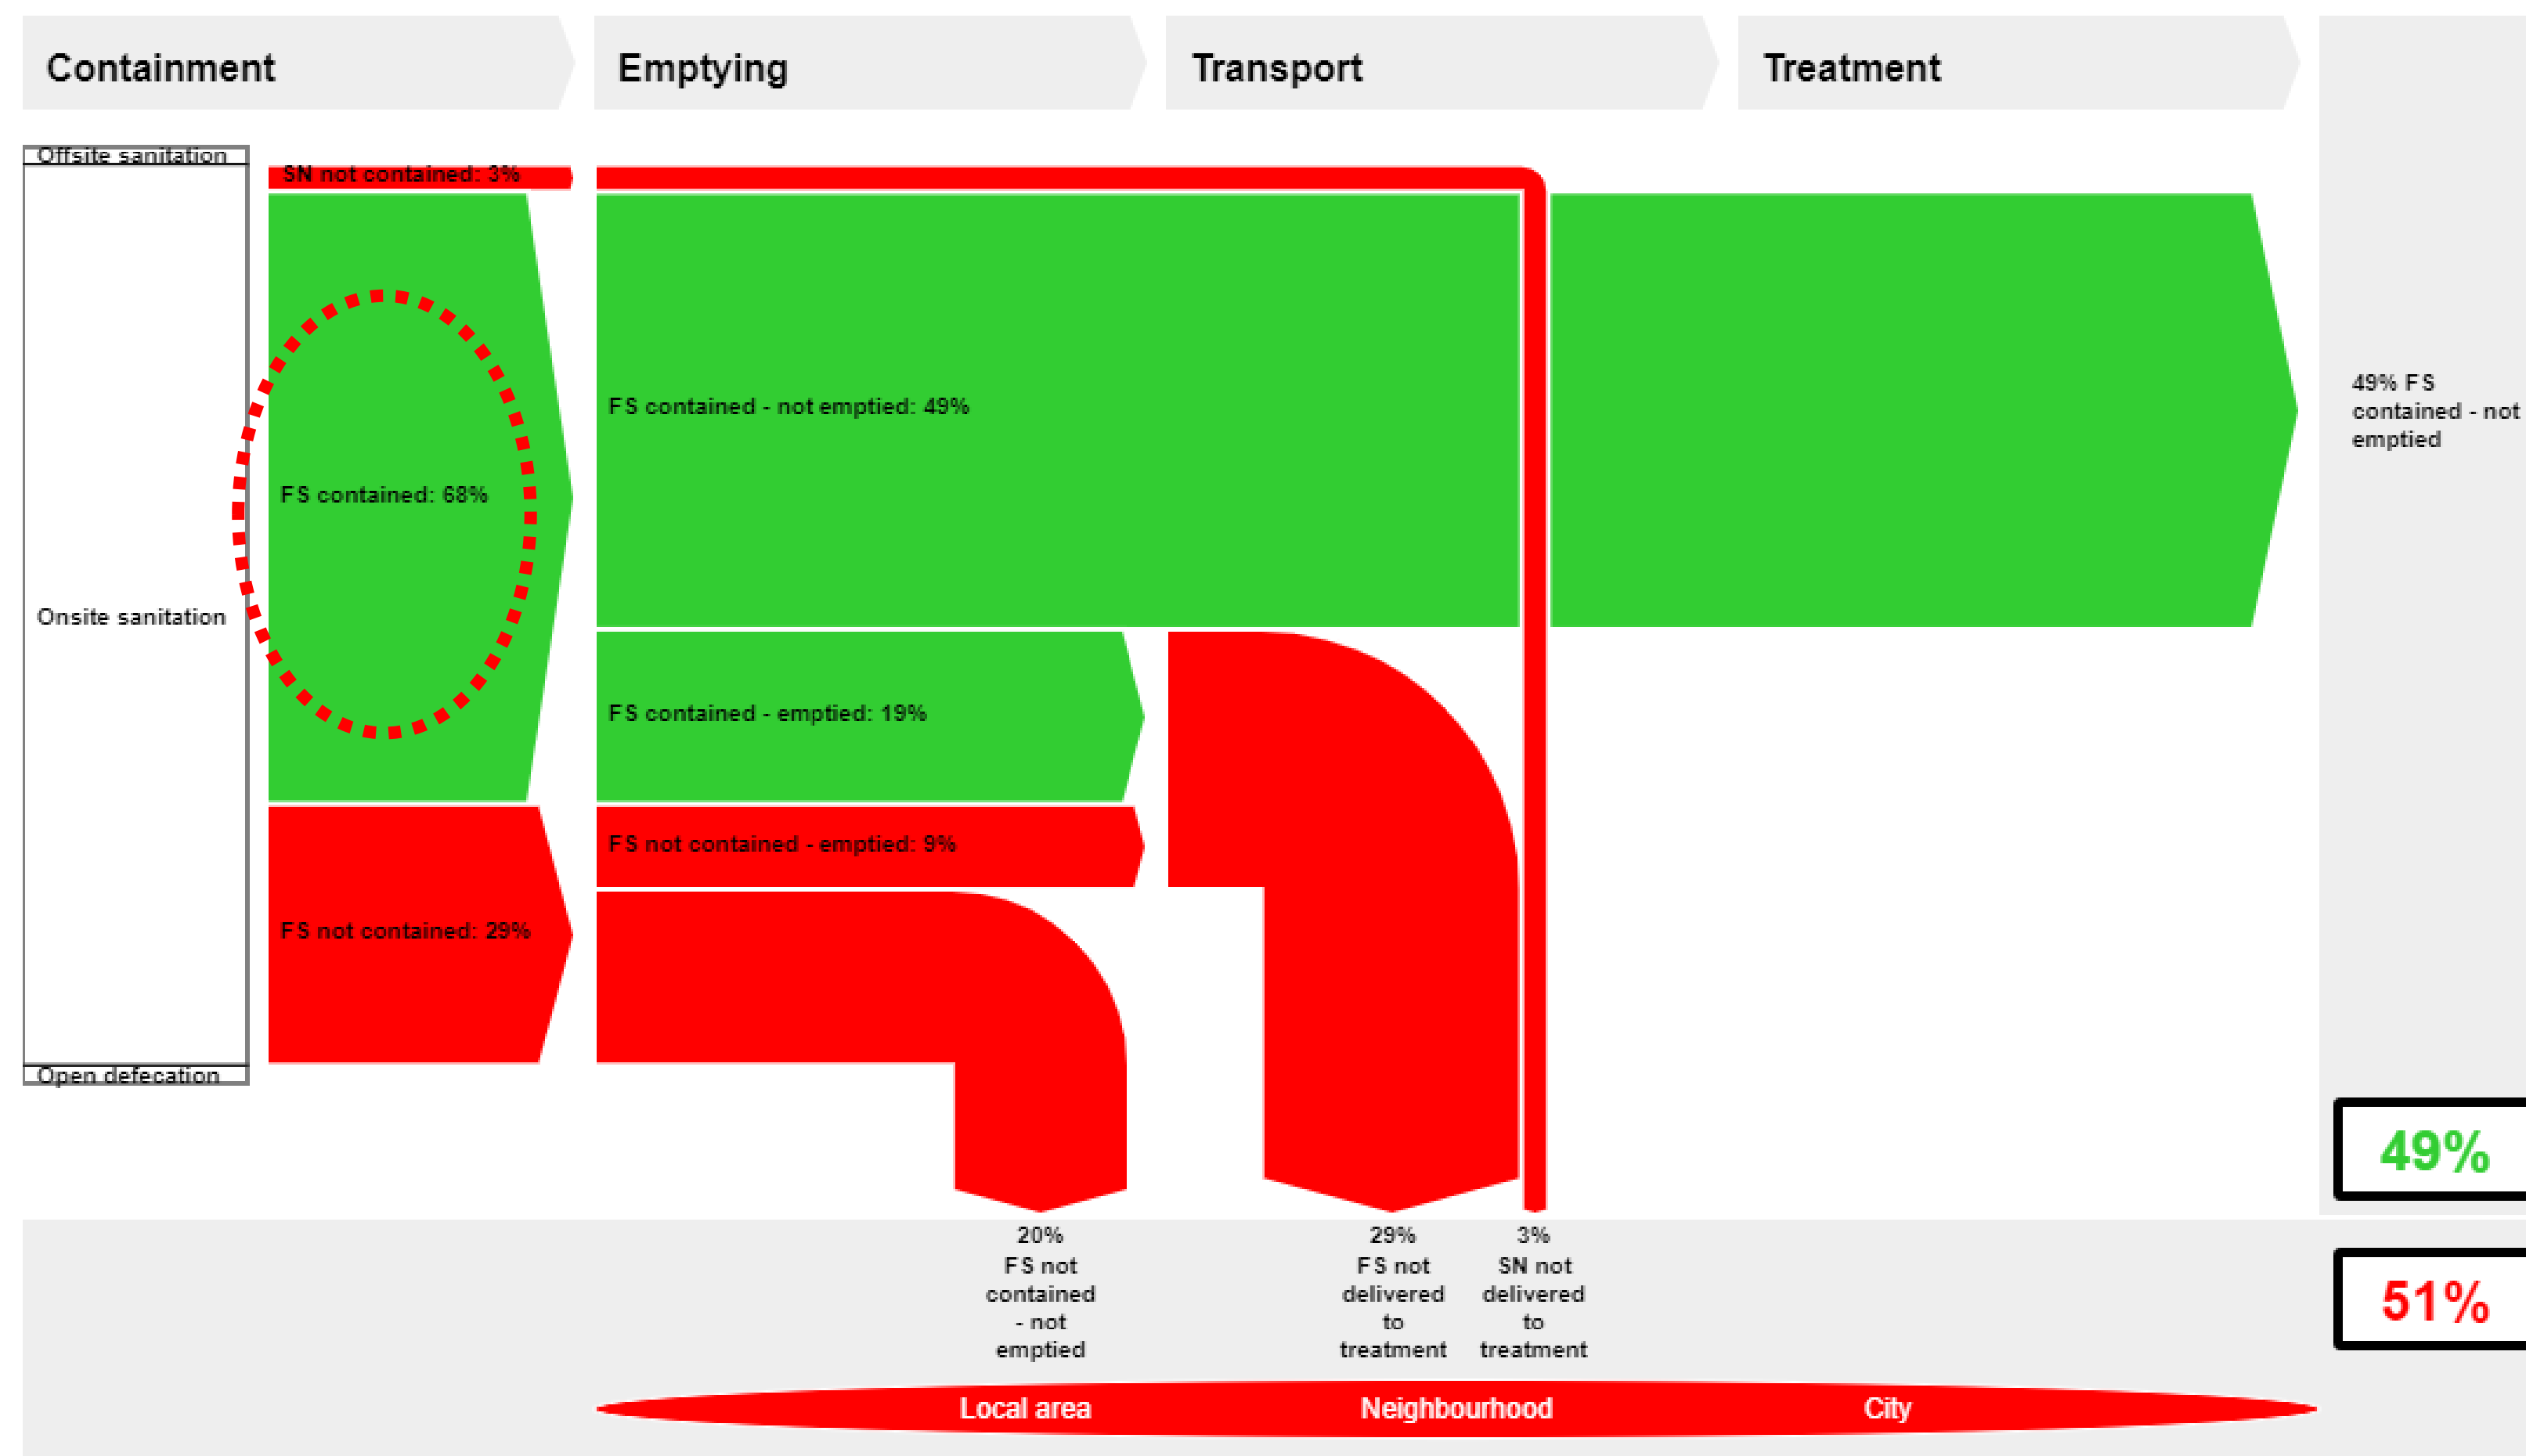 Containment
Emptying
Transport
Treatment
Offsite sanitation
SN not contained: 3%
FS contained: 68%
Onsite sanitation
FS not contained: 29%
Open defecation
FS contained - not emptied: 49%
FS contained - emptied: 19%
FS not contained - emptied: 9%
49% FS
contained - not
emptied
49%
51%
20%
FS not
contained
- not
emptied
29%
FS not
delivered
to
treatment
3%
SN not
delivered
to
treatment
Local area
Neighbourhood
City